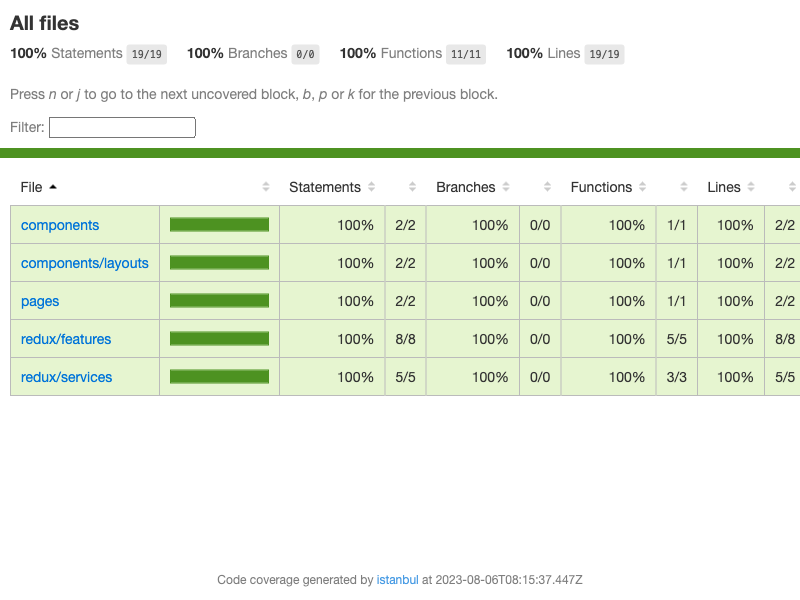 All files
100% Statements 19/19 100% Branches 0/0 100% Functions 11/11 100% Lines 19/19
Press n or j to go to the next uncovered block, b, p or k for the previous block.
Filter:
File Statements Branches Functions Lines
components 100% 2/2 100% 0/0 100% 1/1 100% 2/2
components/layouts 100% 2/2 100% 0/0 100% 1/1 100% 2/2
pages 100% 2/2 100% 0/0 100% 1/1 100% 2/2
redux/features 100% 8/8 100% 0/0 100% 5/5 100% 8/8
redux/services 100% 5/5 100% 0/0 100% 3/3 100% 5/5
Code coverage generated by istanbul at 2023-08-06T08:15:37.447Z